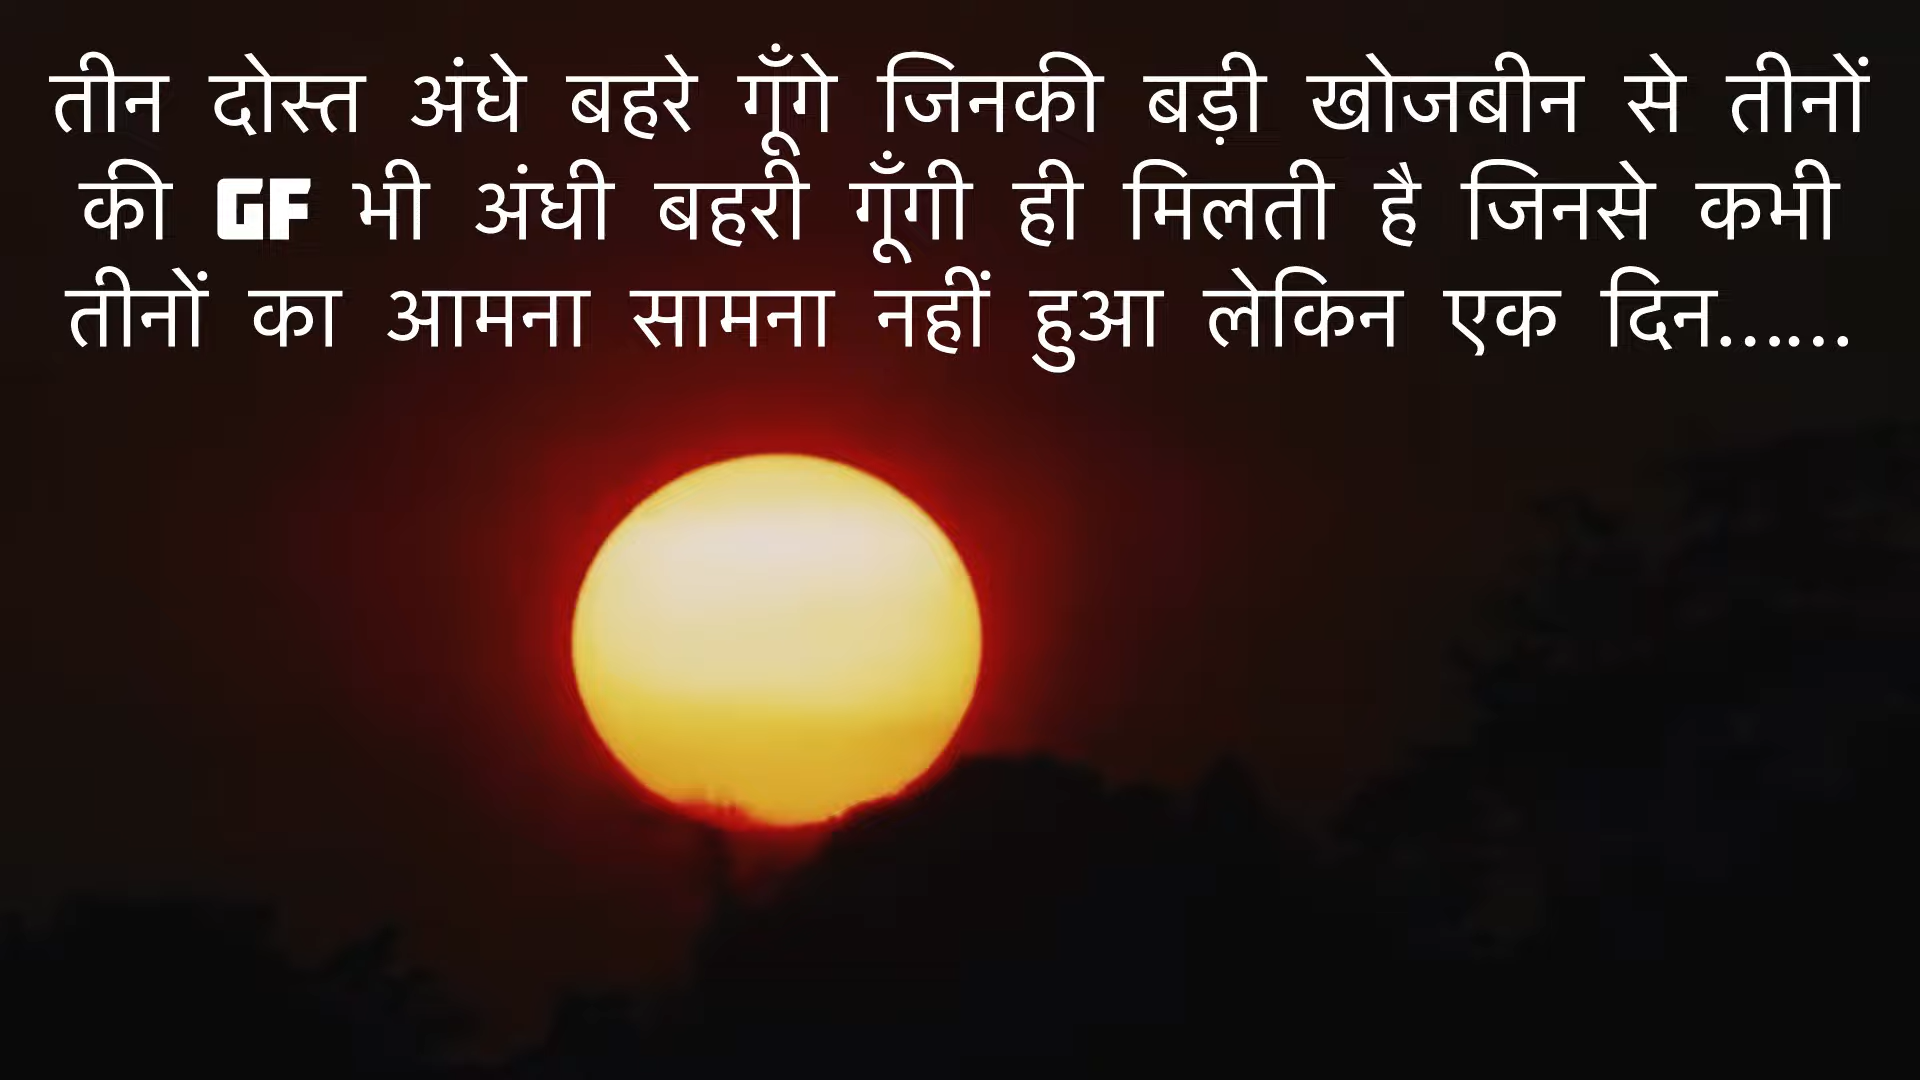 तीन दोस्त अंधे बहरे गूँगे जिनकी बड़ी खोजबीन से तीनों
की GF भी अंधी बहरी गूँगी ही मिलती है जिनसे कभी
तीनों का आमना सामना नहीं हुआ लेकिन एक दिन......